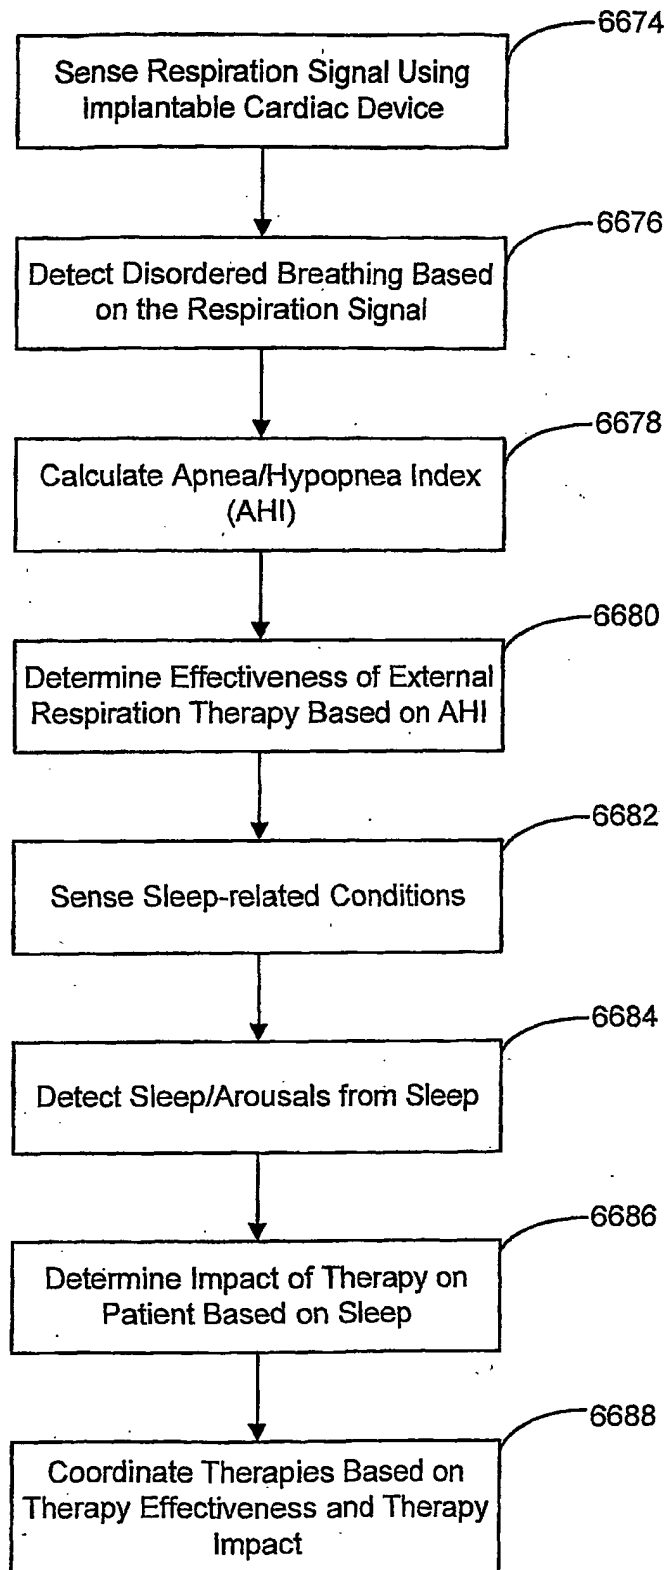 6674
Sense Respiration Signal Using
Implantable Cardiac Device
6676
Detect Disordered Breathing Based
on the Respiration Signal
6678
Calculate Apnea/Hypopnea Index
(AHI)
6680
Determine Effectiveness of External
Respiration Therapy Based on AHI
6682
Sense Sleep-related Conditions
6684
Detect Sleep/Arousals from Sleep
6686
Determine Impact of Therapy on
Patient Based on Sleep
6688
Coordinate Therapies Based on
Therapy Effectiveness and Therapy
Impact